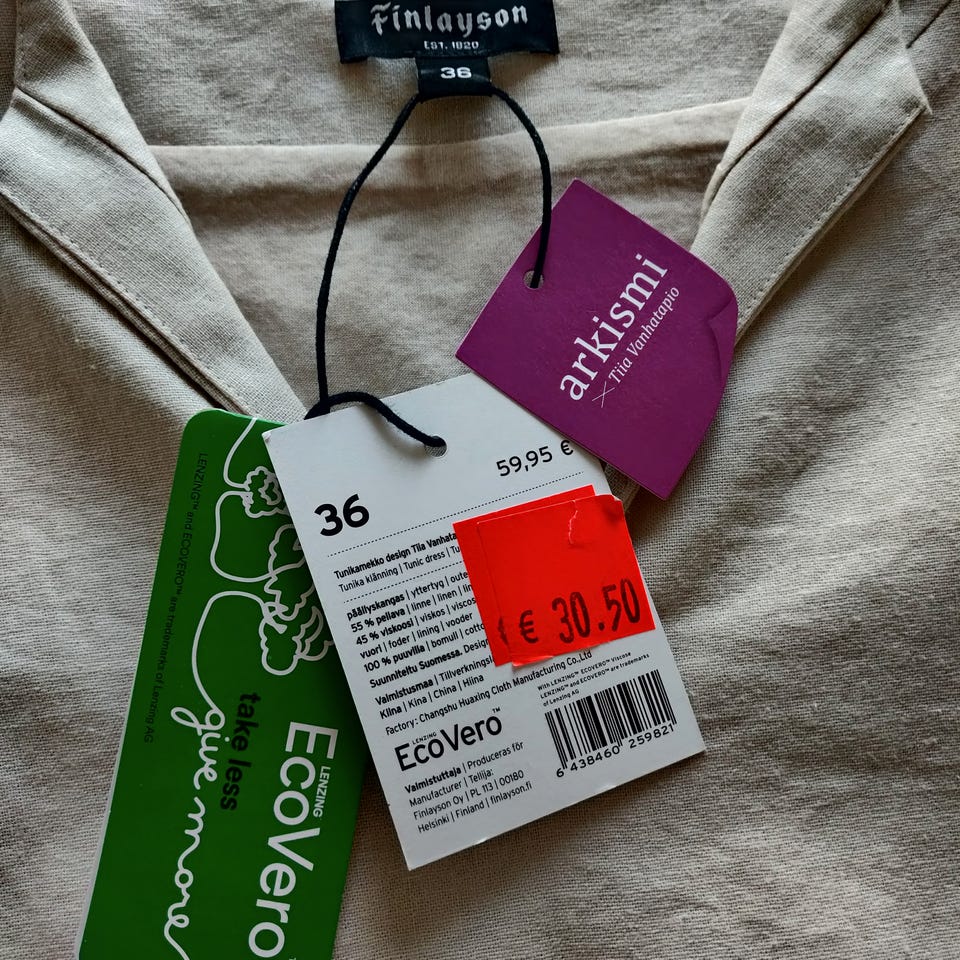 Finlayson
EST. 1820
36
arkismi
× Tiia Vanhatapio
59,95 €
36
Tunikamekko design Tiia
Tunika klänning | Tunic dress |
päällyskangas | yttertyg |
55 % pellava | linne | linen |
45 % viskoosi | viskos |
vuori | foder | lining | vooder
100 % puuvilla | bomull |
Suunniteltu Suomessa.
Valmistusmaa |
Kiina | Kina | China | Hiina
Factory: Changshu Huaxing Cloth Manufacturing Co.,Ltd
€ 30.50
With LENZING™ ECOVERO™ Viscose
LENZING™ and ECOVERO™ are trademarks
of Lenzing AG
LENZING
EcoVero™
6 438460 259821
Valmistuttaja | Produceras för
Manufacturer | Tellija:
Finlayson Oy | PL 113 | 00180
Helsinki | Finland | finlayson.fi
LENZING™ and ECOVERO™ are trademarks of Lenzing AG
take less
give more
LENZING
EcoVero